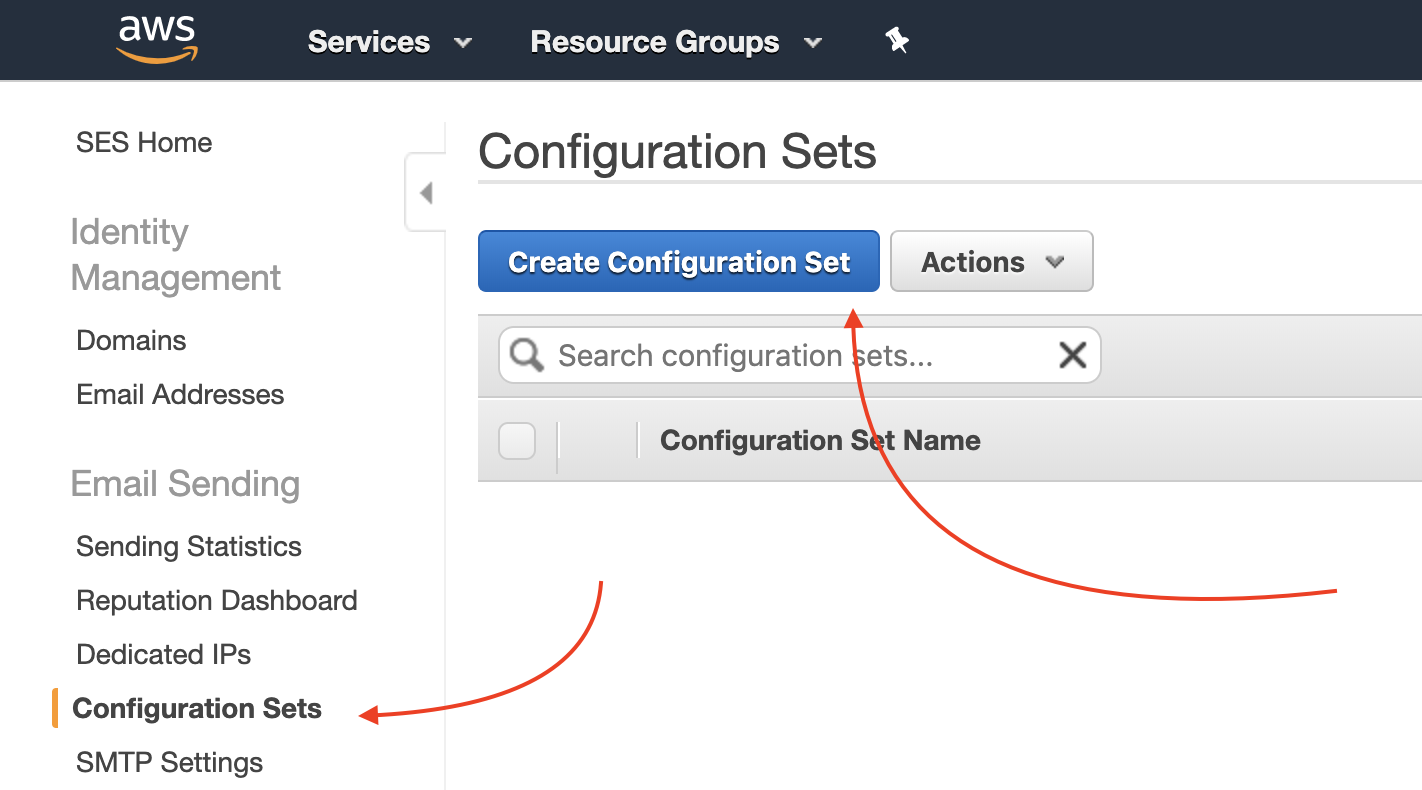 aws
Services
Resource Groups
SES Home
Identity
Management
Domains
Email Addresses
Email Sending
Sending Statistics
Reputation Dashboard
Dedicated IPs
Configuration Sets
SMTP Settings
Configuration Sets
Create Configuration Set
Actions
Search configuration sets...
Configuration Set Name